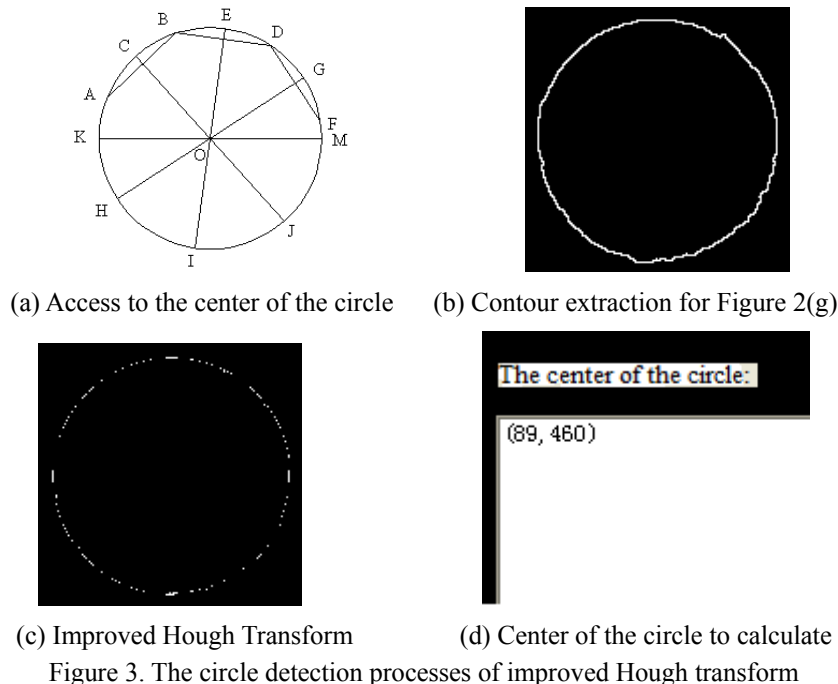 E
B
D
C
G
A
F
K
M
O
H
J
I
(a) Access to the center of the circle
(b) Contour extraction for Figure 2(g)
The center of the circle:
(89, 460)
(c) Improved Hough Transform
(d) Center of the circle to calculate
Figure 3. The circle detection processes of improved Hough transform